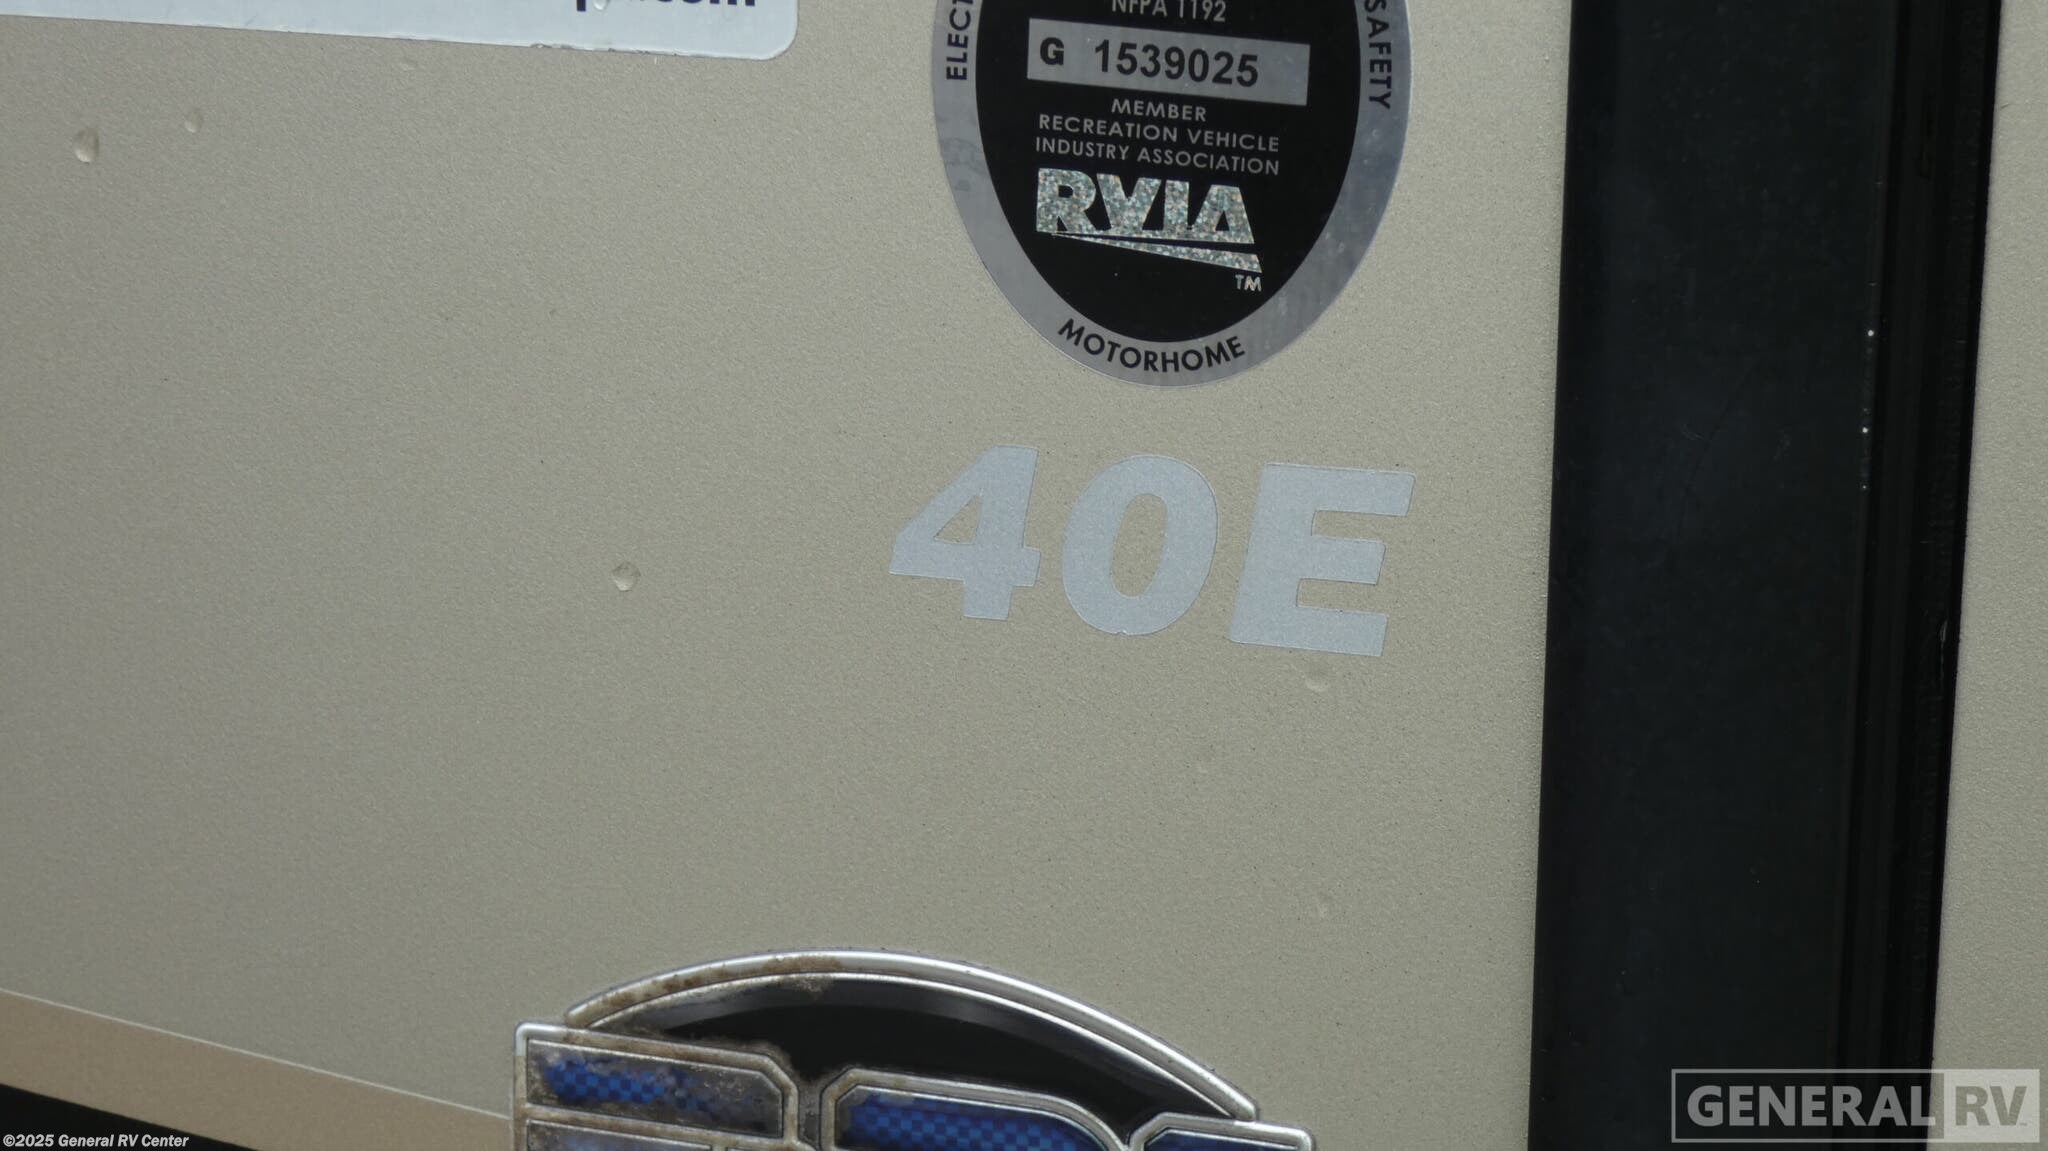 NFPA 1192
SAFETY
G 1539025
MEMBER
RECREATION VEHICLE
INDUSTRY ASSOCIATION
RVIA
TM
MOTORHOME
40E
GENERAL RV
©2025 General RV Center